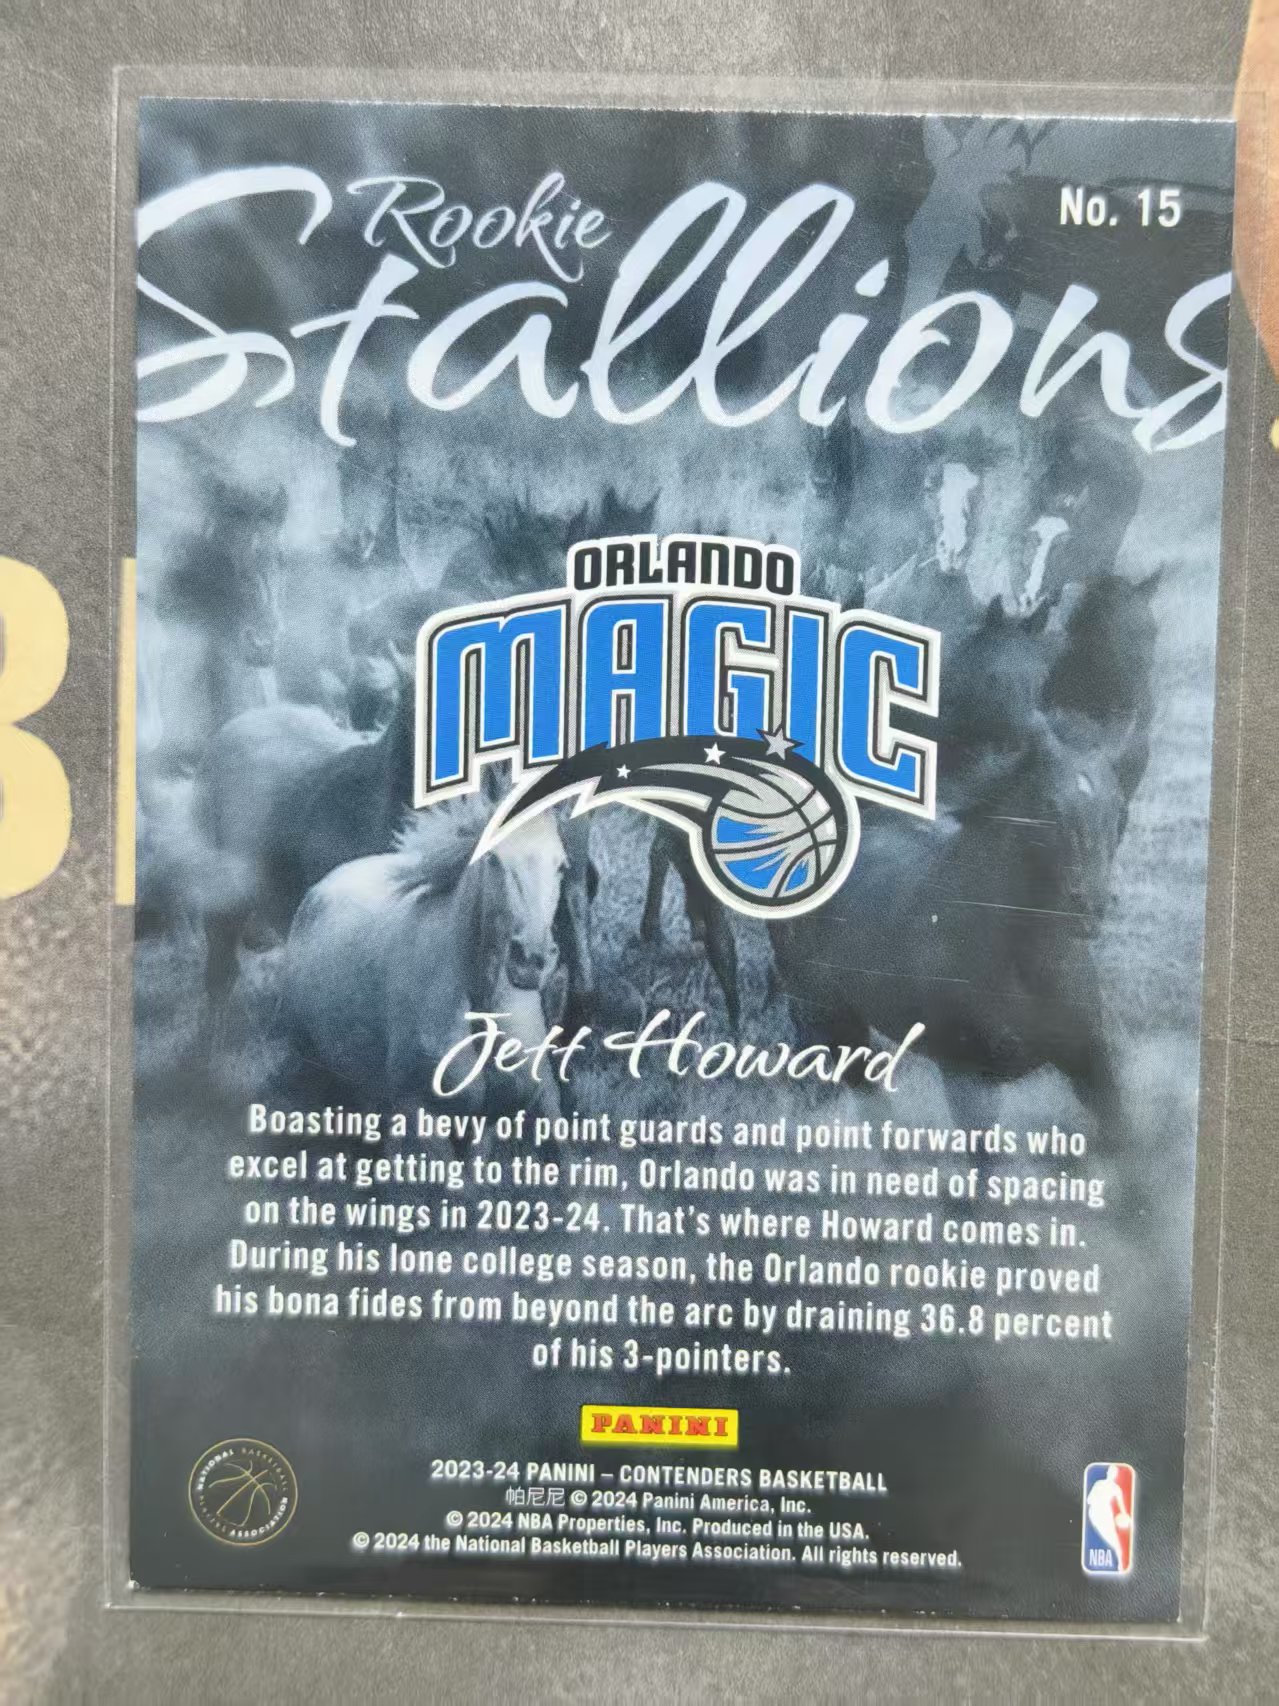 Rookie
No. 15
Stallions
ORLANDO
MAGIC
Jett Howard
Boasting a bevy of point guards and point forwards who
excel at getting to the rim, Orlando was in need of spacing
on the wings in 2023-24. That's where Howard comes in.
During his lone college season, the Orlando rookie proved
his bona fides from beyond the arc by draining 36.8 percent
of his 3-pointers.
PANINI
2023-24 PANINI – CONTENDERS BASKETBALL
帕尼尼 © 2024 Panini America, Inc.
© 2024 NBA Properties, Inc. Produced in the USA.
© 2024 the National Basketball Players Association. All rights reserved.
NATIONAL BASKETBALL
PLAYERS ASSOCIATION
NBA